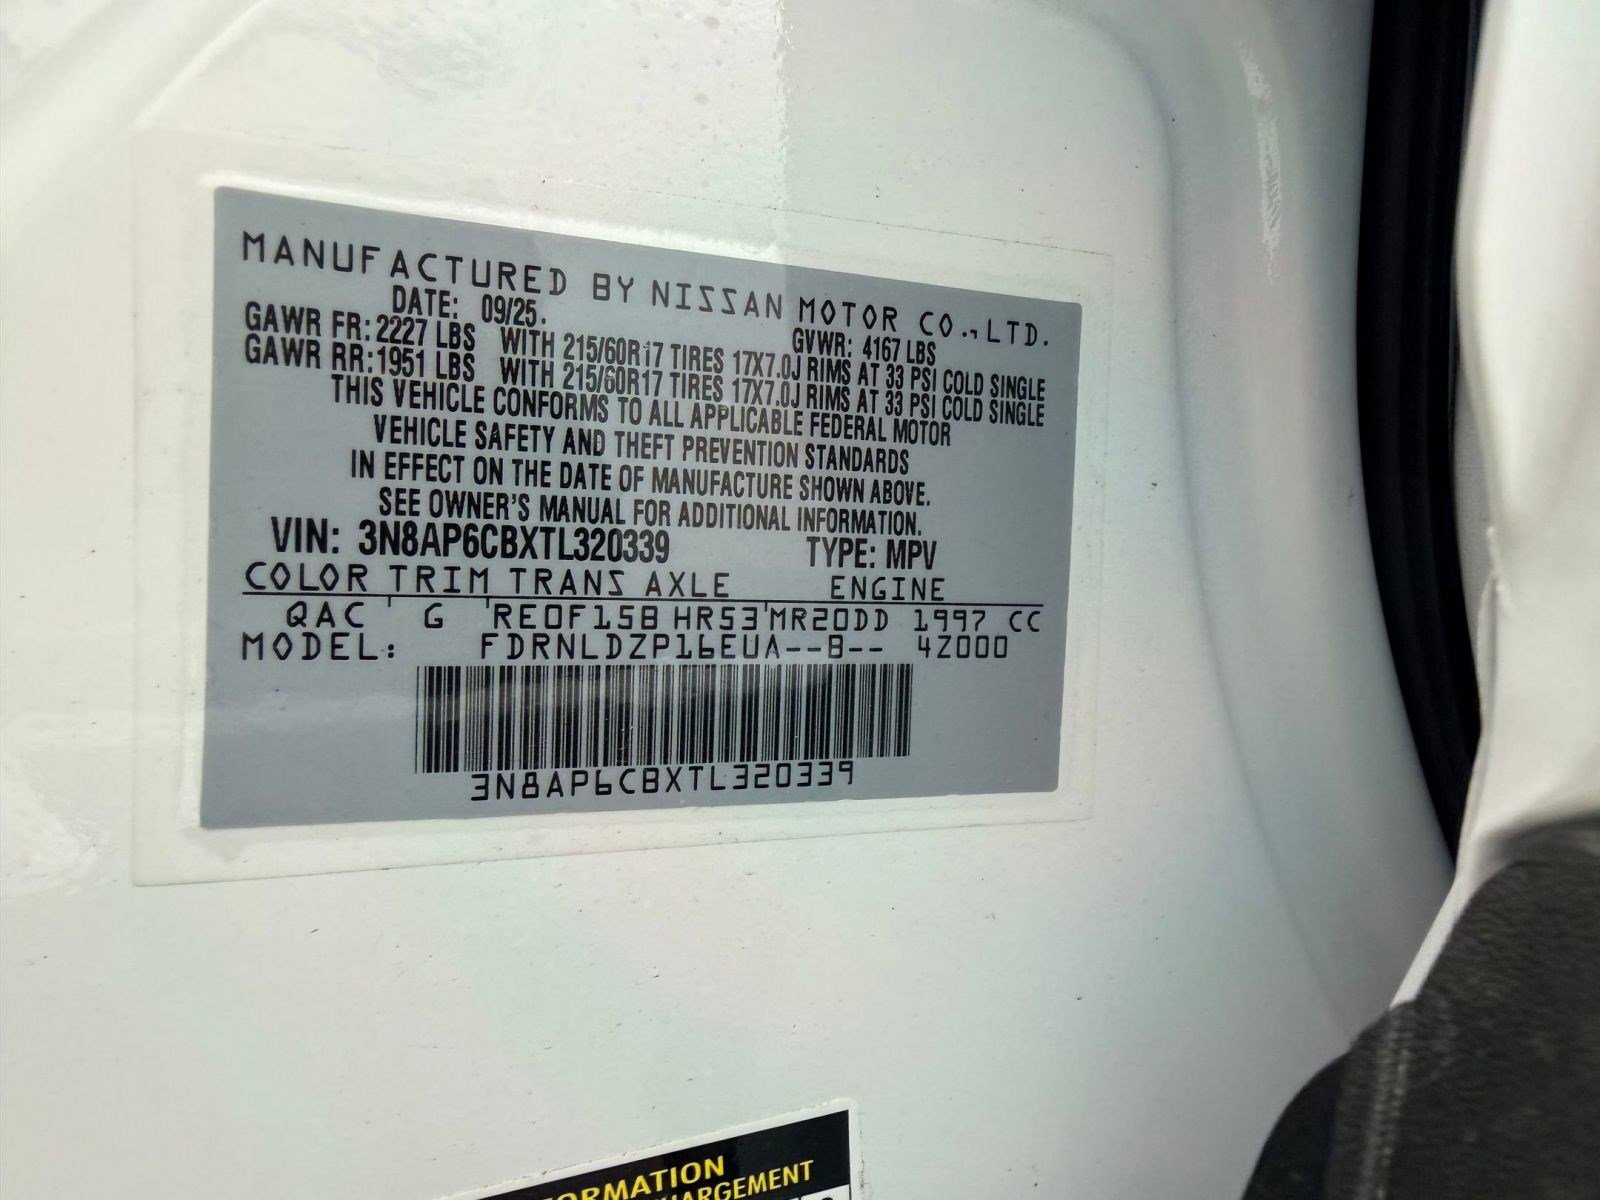 MANUFACTURED BY NISSAN MOTOR CO., LTD.
DATE: 09/25. GVWR: 4167 LBS
GAWR FR: 2227 LBS WITH 215/60R17 TIRES 17X7.0J RIMS AT 33 PSI COLD SINGLE
GAWR RR: 1951 LBS WITH 215/60R17 TIRES 17X7.0J RIMS AT 33 PSI COLD SINGLE
THIS VEHICLE CONFORMS TO ALL APPLICABLE FEDERAL MOTOR
VEHICLE SAFETY AND THEFT PREVENTION STANDARDS
IN EFFECT ON THE DATE OF MANUFACTURE SHOWN ABOVE.
SEE OWNER'S MANUAL FOR ADDITIONAL INFORMATION.
VIN: 3N8AP6CBXTL320339 TYPE: MPV
COLOR TRIM TRANS AXLE ENGINE
QAC G RE0F15B HR53 MR20DD 1997 CC
MODEL: FDRNLDZP16EUA--B-- 4Z000
3N8AP6CBXTL320339